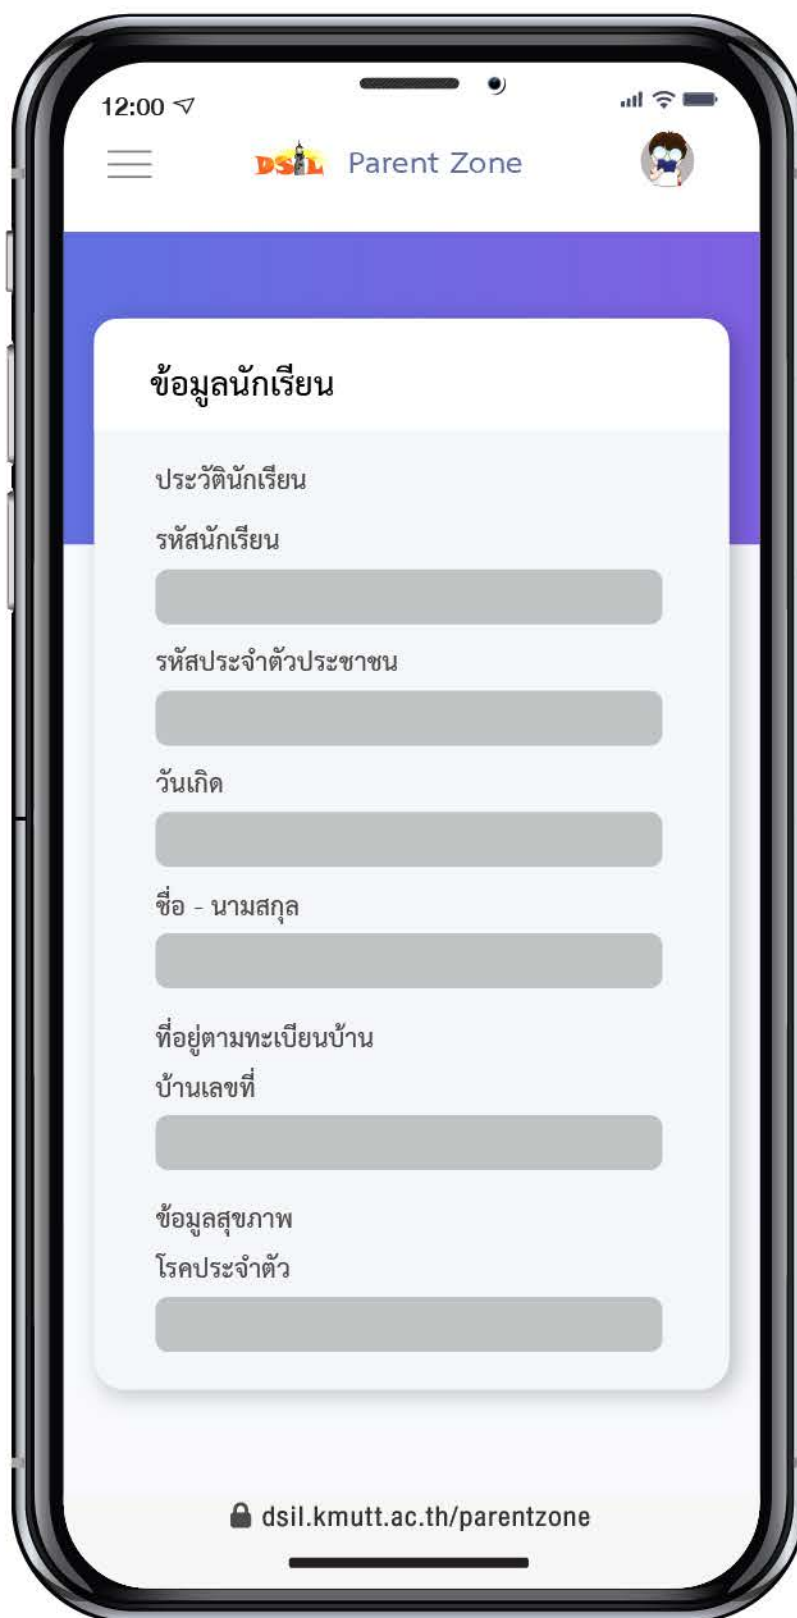 12:00
DSIL Parent Zone
ข้อมูลนักเรียน
ประวัตินักเรียน
รหัสนักเรียน
รหัสประจำตัวประชาชน
วันเกิด
ชื่อ - นามสกุล
ที่อยู่ตามทะเบียนบ้าน
บ้านเลขที่
ข้อมูลสุขภาพ
โรคประจำตัว
dsil.kmutt.ac.th/parentzone